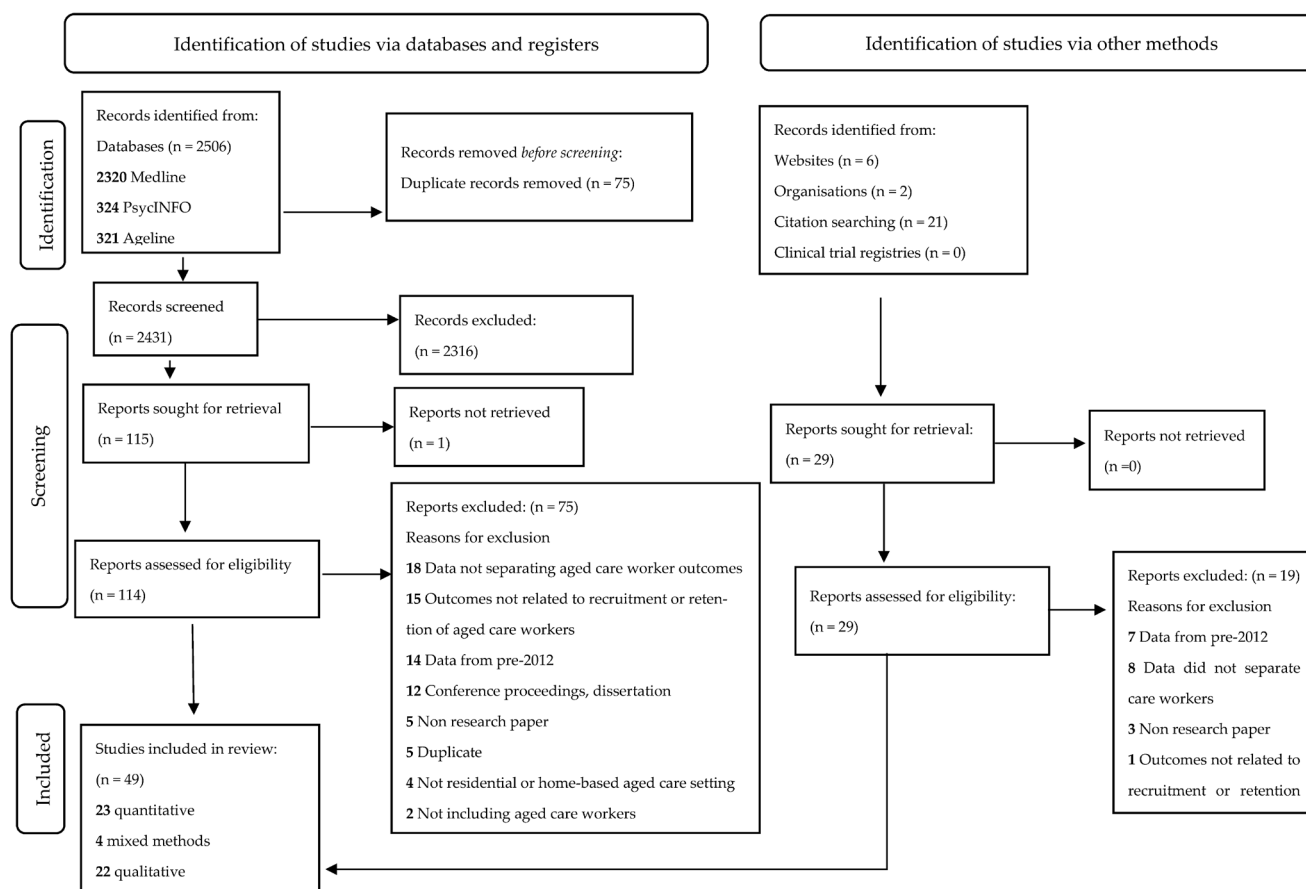 Identification of studies via databases and registers
Identification of studies via other methods
Identification
Records identified from:
Databases (n = 2506)
2320 Medline
324 PsycINFO
321 Ageline
Records removed before screening:
Duplicate records removed (n = 75)
Records identified from:
Websites (n = 6)
Organisations (n = 2)
Citation searching (n = 21)
Clinical trial registries (n = 0)
Screening
Records screened
(n = 2431)
Records excluded:
(n = 2316)
Reports sought for retrieval
(n = 115)
Reports not retrieved
(n = 1)
Reports sought for retrieval:
(n = 29)
Reports not retrieved
(n =0)
Reports assessed for eligibility
(n = 114)
Reports excluded: (n = 75)
Reasons for exclusion
18 Data not separating aged care worker outcomes
15 Outcomes not related to recruitment or reten-
tion of aged care workers
14 Data from pre-2012
12 Conference proceedings, dissertation
5 Non research paper
5 Duplicate
4 Not residential or home-based aged care setting
2 Not including aged care workers
Reports assessed for eligibility:
(n = 29)
Reports excluded: (n = 19)
Reasons for exclusion
7 Data from pre-2012
8 Data did not separate
care workers
3 Non research paper
1 Outcomes not related to
recruitment or retention
Included
Studies included in review:
(n = 49)
23 quantitative
4 mixed methods
22 qualitative